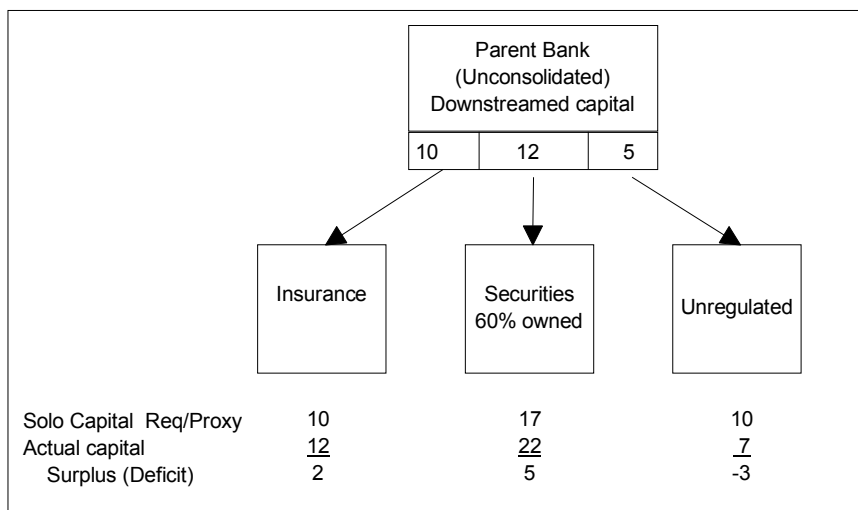 Parent Bank
(Unconsolidated)
Downstreamed capital
10 12 5
Insurance
Securities
60% owned
Unregulated
Solo Capital Req/Proxy 10 17 10
Actual capital 12 22 7
Surplus (Deficit) 2 5 -3